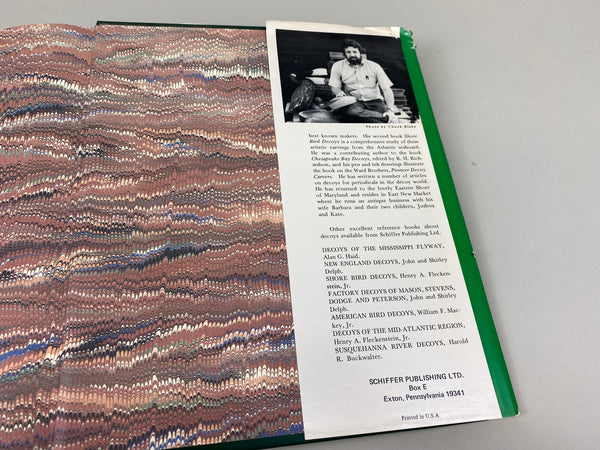 Photo by Chuck Blake
best known makers. His second book Shore
Bird Decoys is a comprehensive study of these
artistic carvings from the Atlantic seaboard.
He was a contributing author to the book
Chesapeake Bay Decoys, edited by R. H. Rich-
ardson, and his pen and ink drawings illustrate
the book on the Ward Brothers, Pioneer Decoy
Carvers. He has written a number of articles
on decoys for periodicals in the decoy world.
He has returned to the lovely Eastern Shore
of Maryland and resides in East New Market
where he runs an antique business with his
wife Barbara and their two children, Joshua
and Kate.
Other excellent reference books about
decoys available from Schiffer Publishing Ltd.
DECOYS OF THE MISSISSIPPI FLYWAY,
Alan G. Haid.
NEW ENGLAND DECOYS, John and Shirley
Delph.
SHORE BIRD DECOYS, Henry A. Flecken-
stein, Jr.
FACTORY DECOYS OF MASON, STEVENS,
DODGE AND PETERSON, John and Shirley
Delph.
AMERICAN BIRD DECOYS, William F. Mac-
key, Jr.
DECOYS OF THE MID-ATLANTIC REGION,
Henry A. Fleckenstein, Jr.
SUSQUEHANNA RIVER DECOYS, Harold
R. Buckwalter.
SCHIFFER PUBLISHING LTD.
Box E
Exton, Pennsylvania 19341
Printed in U.S.A